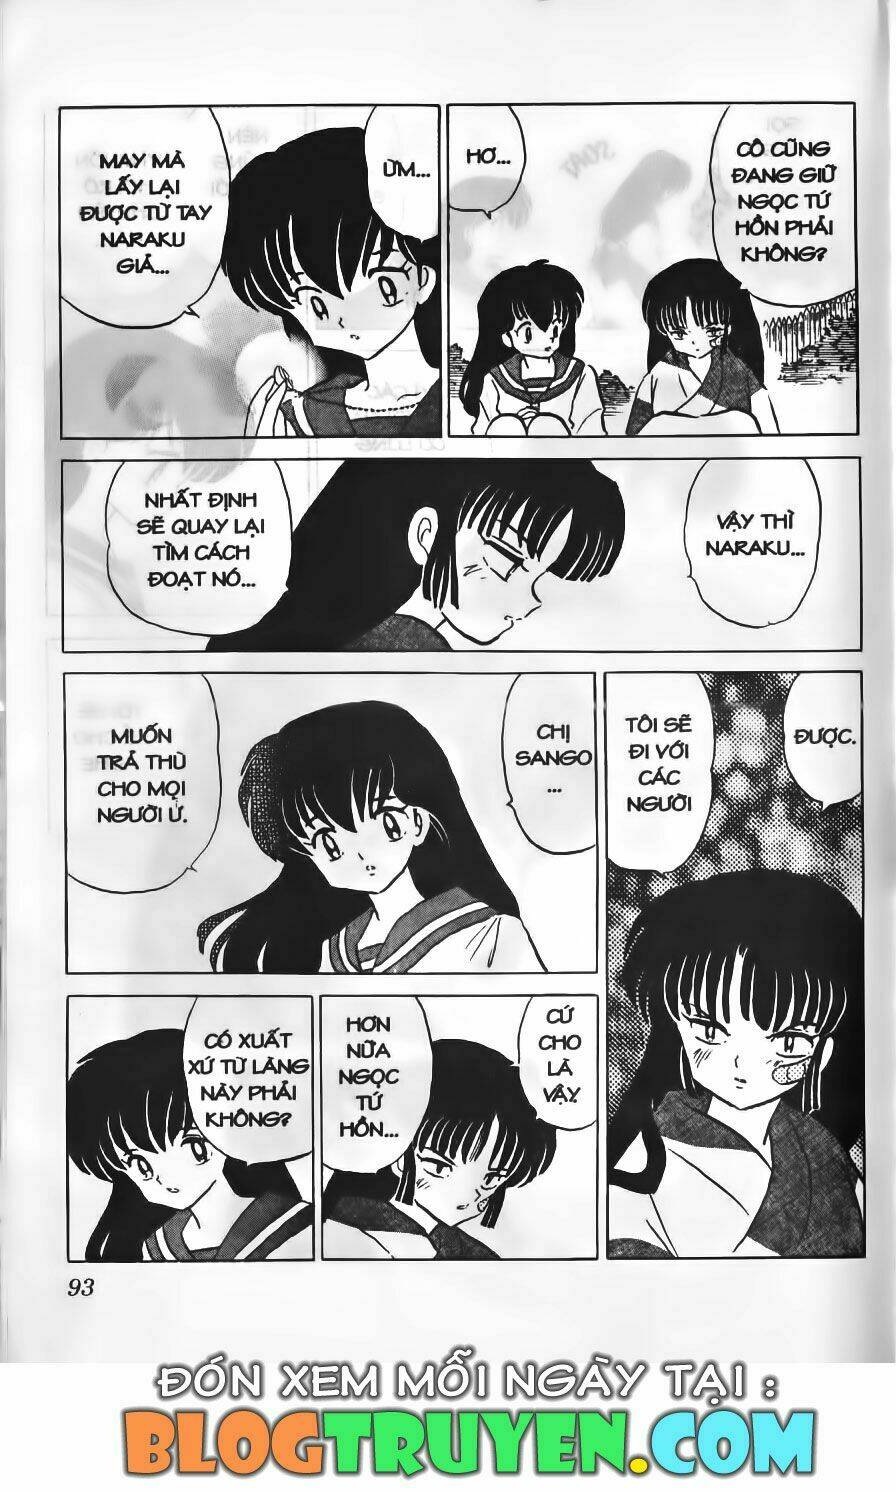 CÔ CŨNG
ĐANG GIỮ
NGỌC TỨ
HỒN PHẢI
KHÔNG?
HƠ...
ỪM...
MAY MÀ
LẤY LẠI
ĐƯỢC TỪ TAY
NARAKU
GIẢ...
VẬY THÌ
NARAKU...
NHẤT ĐỊNH
SẼ QUAY LẠI
TÌM CÁCH
ĐOẠT NÓ...
ĐƯỢC.
TÔI SẼ
ĐI VỚI
CÁC
NGƯỜI
CHỊ
SANGO
...
MUỐN
TRẢ THÙ
CHO MỌI
NGƯỜI Ư.
CỨ
CHO
LÀ
VẬY.
HƠN
NỮA
NGỌC
TỨ
HỒN...
CÓ XUẤT
XỨ TỪ LÀNG
NÀY PHẢI
KHÔNG?
93
ĐÓN XEM MỖI NGÀY TẠI :
BLOGTRUYEN.COM